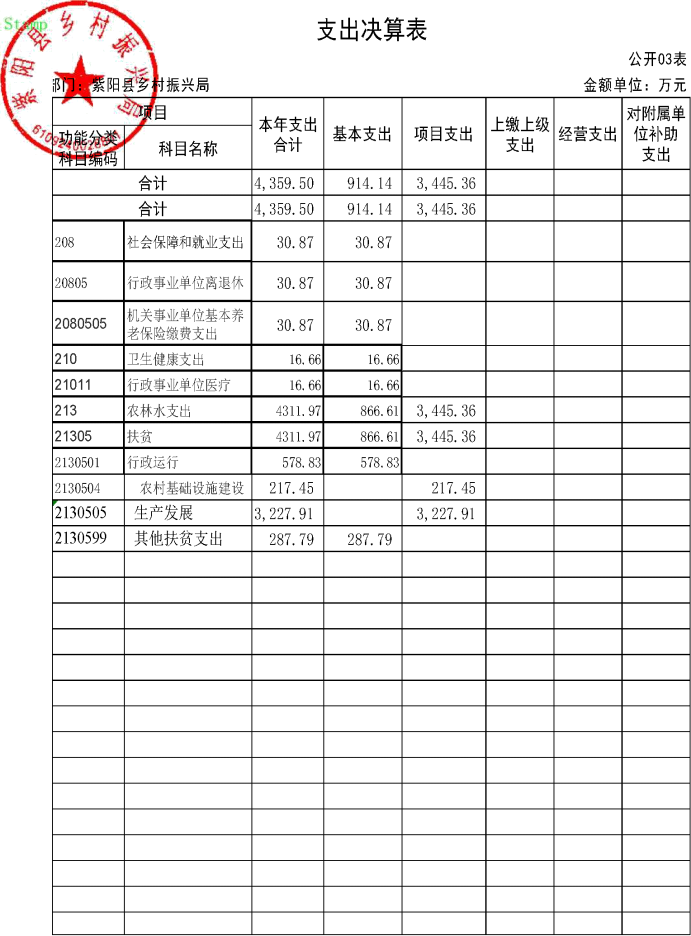 Stamp
紫阳县乡村振兴局
支出决算表
公开03表
部门：紫阳县乡村振兴局 金额单位：万元
项目 本年支出合计 基本支出 项目支出 上缴上级支出 经营支出 对附属单位补助支出
功能分类科目编码 科目名称
合计 4,359.50 914.14 3,445.36
合计 4,359.50 914.14 3,445.36
208 社会保障和就业支出 30.87 30.87
20805 行政事业单位离退休 30.87 30.87
2080505 机关事业单位基本养老保险缴费支出 30.87 30.87
210 卫生健康支出 16.66 16.66
21011 行政事业单位医疗 16.66 16.66
213 农林水支出 4311.97 866.61 3,445.36
21305 扶贫 4311.97 866.61 3,445.36
2130501 行政运行 578.83 578.83
2130504 农村基础设施建设 217.45 217.45
2130505 生产发展 3,227.91 3,227.91
2130599 其他扶贫支出 287.79 287.79